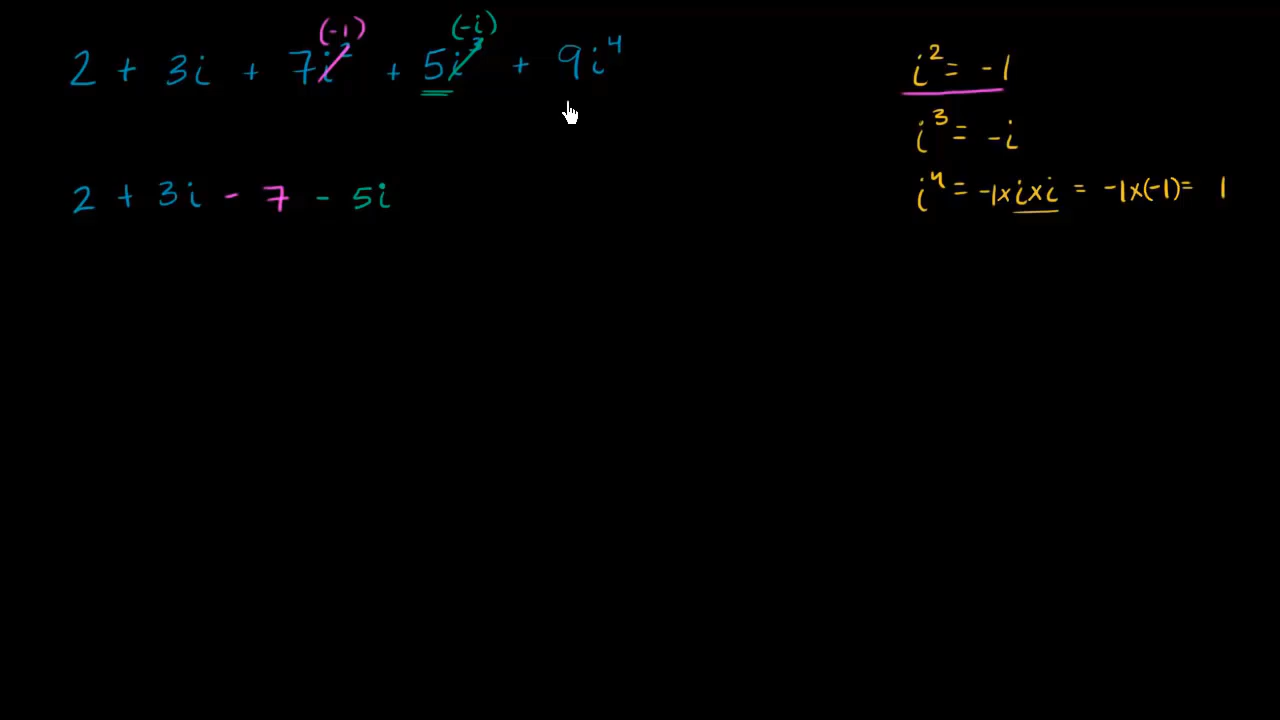 (-1) (-i)
2 + 3i + 7i² + 5i³ + 9i⁴
i² = -1
i³ = -i
i⁴ = -1×i×i = -1×(-1)= 1
2 + 3i - 7 - 5i